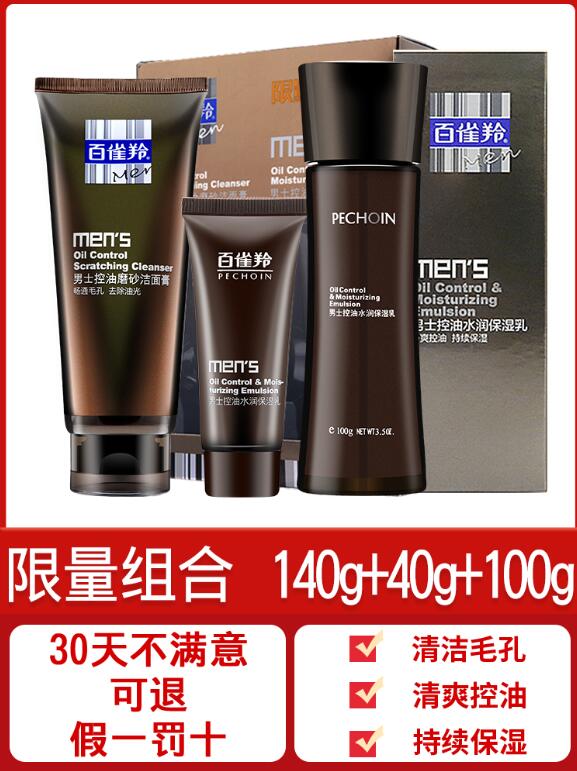 限
百雀羚
Men
men's
Oil Control
Scratching Cleanser
男士控油磨砂洁面膏
畅通毛孔 去除油光
men's
Oil Control
Moistur
百雀羚
PECHOIN
men's
Oil Control & Mois-
turizing Emulsion
男士控油水润保湿乳
PECHOIN
Oil Control
& Moisturizing
Emulsion
男士控油水润保湿乳
e 100g NET WT3.5OZ.
百雀羚
Men
men's
Oil Control &
Moisturizing
Emulsion
男士控油水润保湿乳
清爽控油 持续保湿
限量组合 140g+40g+100g
30天不满意
可退
假一罚十
清洁毛孔
清爽控油
持续保湿